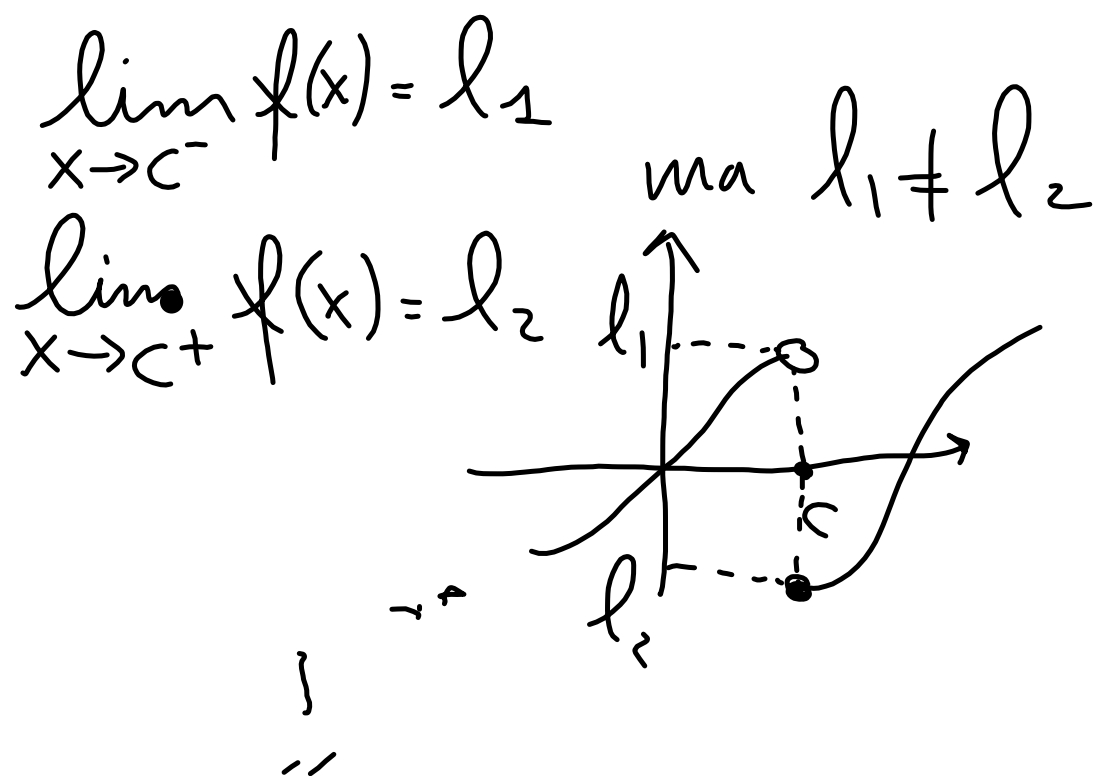 lim f(x) = l₁
x→c⁻
ma l₁ ≠ l₂
lim f(x) = l₂
x→c⁺
l₁
c
l₂